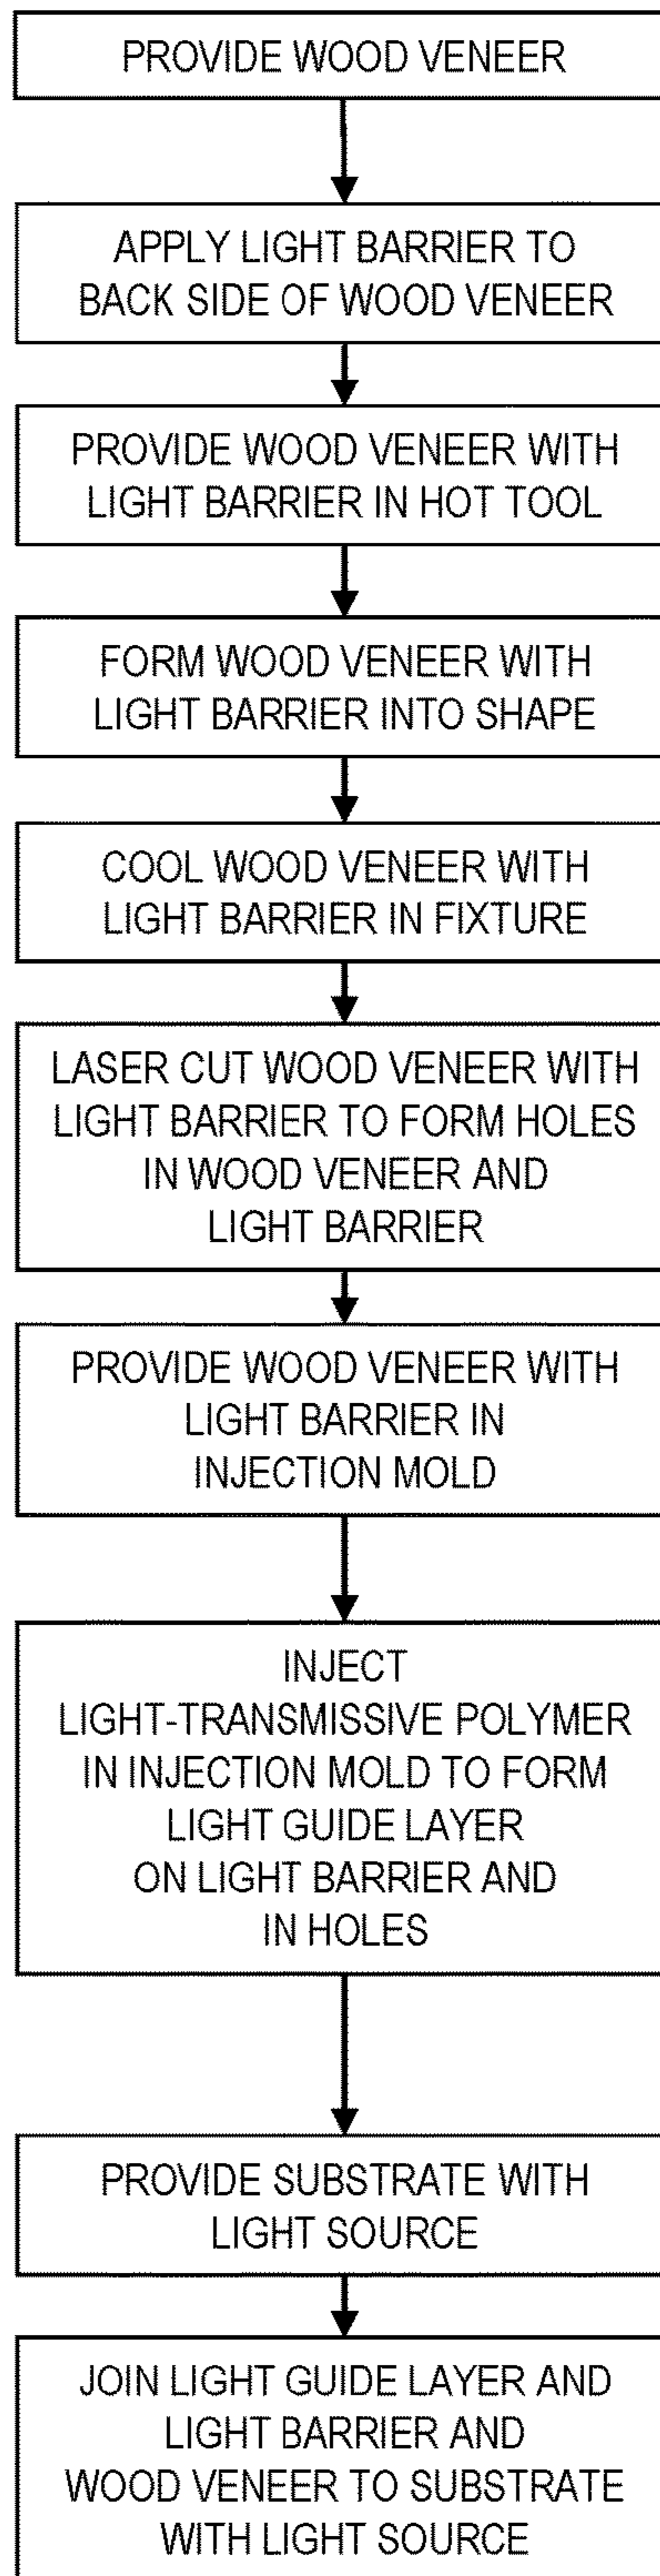 PROVIDE WOOD VENEER
APPLY LIGHT BARRIER TO
BACK SIDE OF WOOD VENEER
PROVIDE WOOD VENEER WITH
LIGHT BARRIER IN HOT TOOL
FORM WOOD VENEER WITH
LIGHT BARRIER INTO SHAPE
COOL WOOD VENEER WITH
LIGHT BARRIER IN FIXTURE
LASER CUT WOOD VENEER WITH
LIGHT BARRIER TO FORM HOLES
IN WOOD VENEER AND
LIGHT BARRIER
PROVIDE WOOD VENEER WITH
LIGHT BARRIER IN
INJECTION MOLD
INJECT
LIGHT-TRANSMISSIVE POLYMER
IN INJECTION MOLD TO FORM
LIGHT GUIDE LAYER
ON LIGHT BARRIER AND
IN HOLES
PROVIDE SUBSTRATE WITH
LIGHT SOURCE
JOIN LIGHT GUIDE LAYER AND
LIGHT BARRIER AND
WOOD VENEER TO SUBSTRATE
WITH LIGHT SOURCE